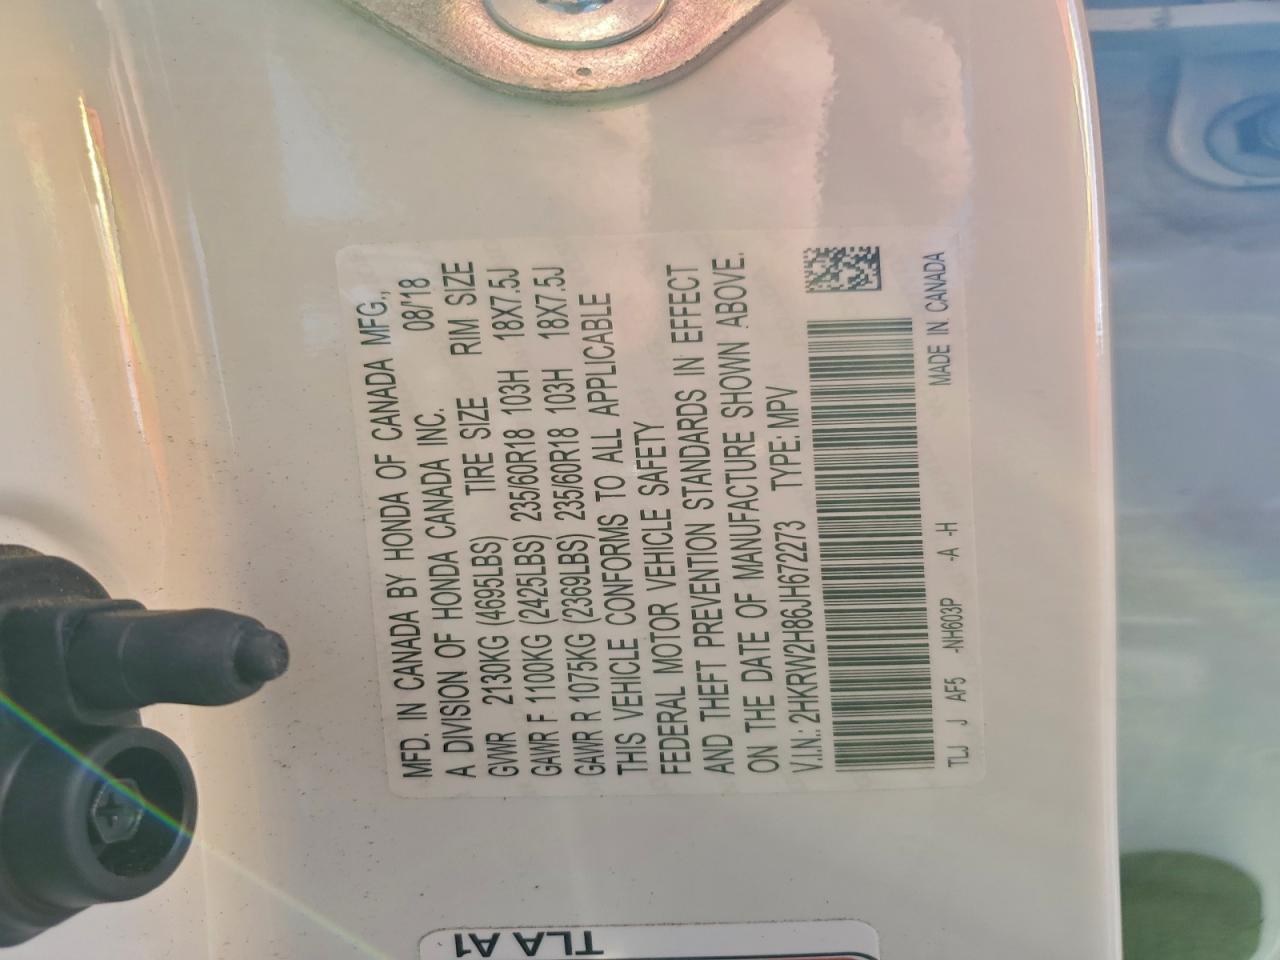 MFD. IN CANADA BY HONDA OF CANADA MFG.,
A DIVISION OF HONDA CANADA INC. 08/18
GVWR 2130KG (4695LBS) TIRE SIZE RIM SIZE
GAWR F 1100KG (2425LBS) 235/60R18 103H 18X7.5J
GAWR R 1075KG (2369LBS) 235/60R18 103H 18X7.5J
THIS VEHICLE CONFORMS TO ALL APPLICABLE
FEDERAL MOTOR VEHICLE SAFETY
AND THEFT PREVENTION STANDARDS IN EFFECT
ON THE DATE OF MANUFACTURE SHOWN ABOVE.
V.I.N.: 2HKRW2H86JH672273 TYPE: MPV
TLJ J AF5 -NH603P -A -H MADE IN CANADA
TLA A1